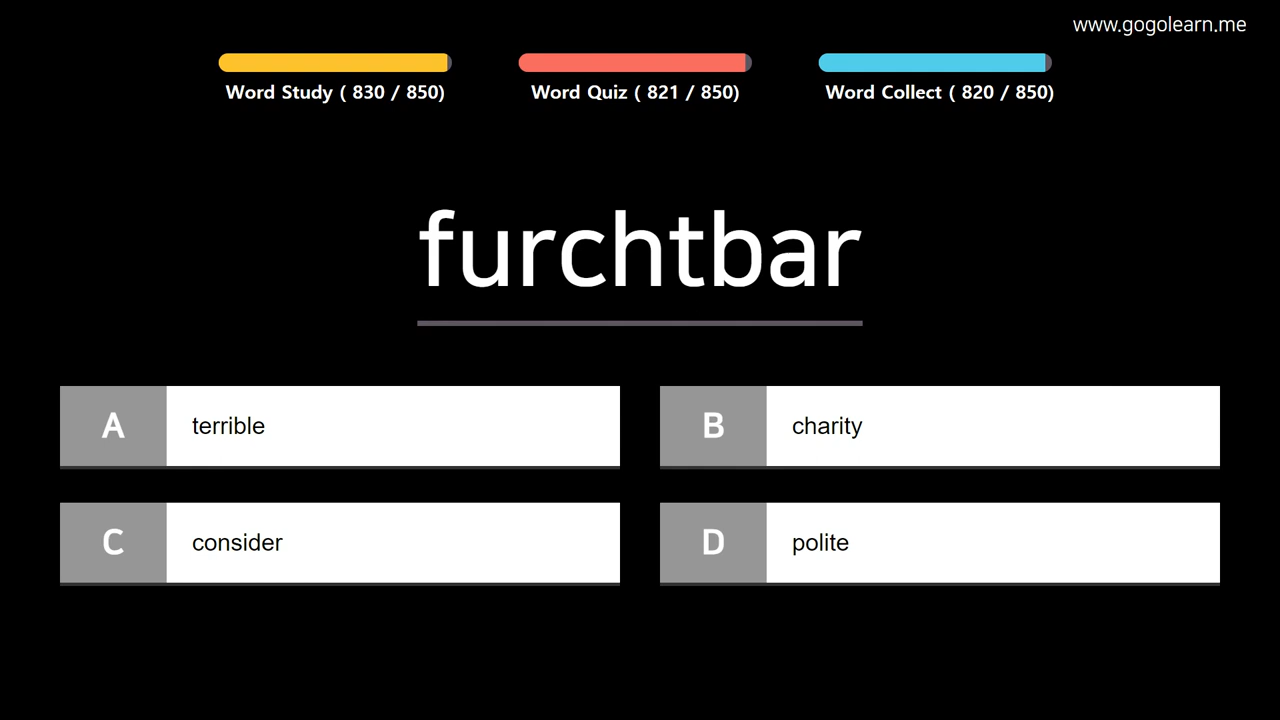 www.gogolearn.me
Word Study ( 830 / 850)
Word Quiz ( 821 / 850)
Word Collect ( 820 / 850)
furchtbar
A terrible
B charity
C consider
D polite